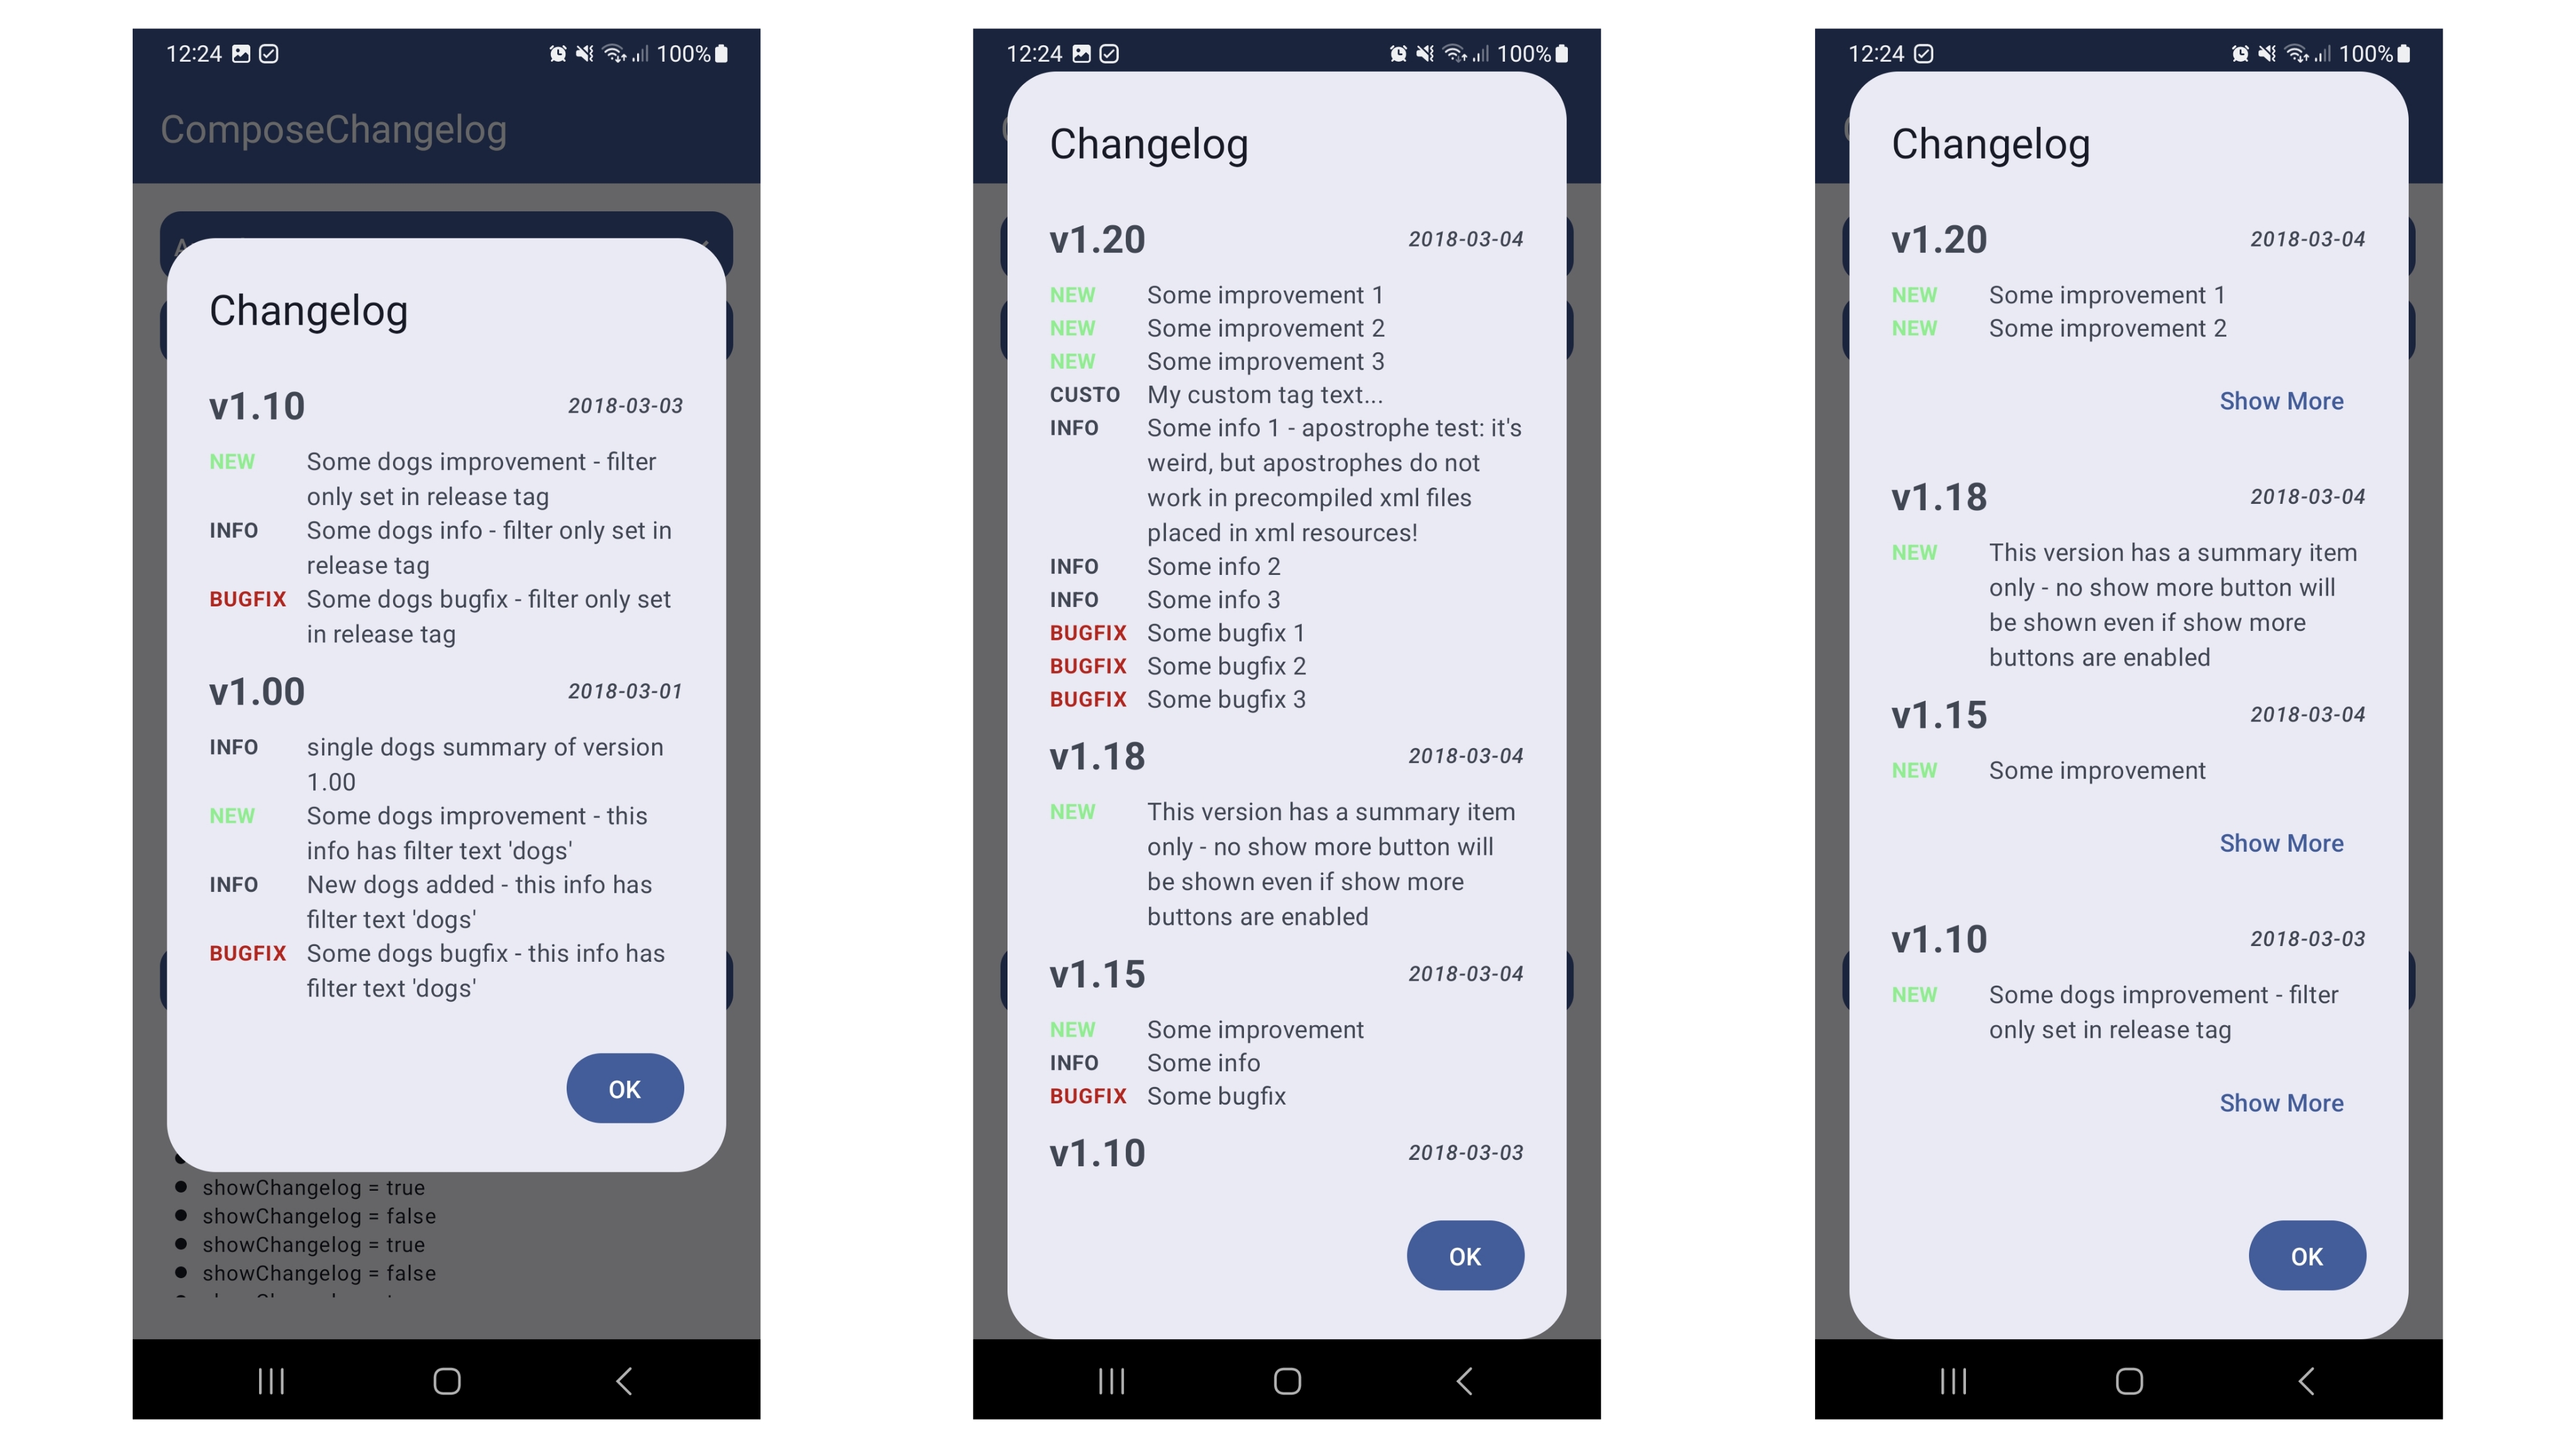 12:24 100%
ComposeChangelog
Changelog
v1.10 2018-03-03
NEW Some dogs improvement - filter
only set in release tag
INFO Some dogs info - filter only set in
release tag
BUGFIX Some dogs bugfix - filter only set
in release tag
v1.00 2018-03-01
INFO single dogs summary of version
1.00
NEW Some dogs improvement - this
info has filter text 'dogs'
INFO New dogs added - this info has
filter text 'dogs'
BUGFIX Some dogs bugfix - this info has
filter text 'dogs'
OK
showChangelog = true
showChangelog = false
showChangelog = true
showChangelog = false
12:24 100%
Changelog
v1.20 2018-03-04
NEW Some improvement 1
NEW Some improvement 2
NEW Some improvement 3
CUSTO My custom tag text...
INFO Some info 1 - apostrophe test: it's
weird, but apostrophes do not
work in precompiled xml files
placed in xml resources!
INFO Some info 2
INFO Some info 3
BUGFIX Some bugfix 1
BUGFIX Some bugfix 2
BUGFIX Some bugfix 3
v1.18 2018-03-04
NEW This version has a summary item
only - no show more button will
be shown even if show more
buttons are enabled
v1.15 2018-03-04
NEW Some improvement
INFO Some info
BUGFIX Some bugfix
v1.10 2018-03-03
OK
12:24 100%
Changelog
v1.20 2018-03-04
NEW Some improvement 1
NEW Some improvement 2
Show More
v1.18 2018-03-04
NEW This version has a summary item
only - no show more button will
be shown even if show more
buttons are enabled
v1.15 2018-03-04
NEW Some improvement
Show More
v1.10 2018-03-03
NEW Some dogs improvement - filter
only set in release tag
Show More
OK